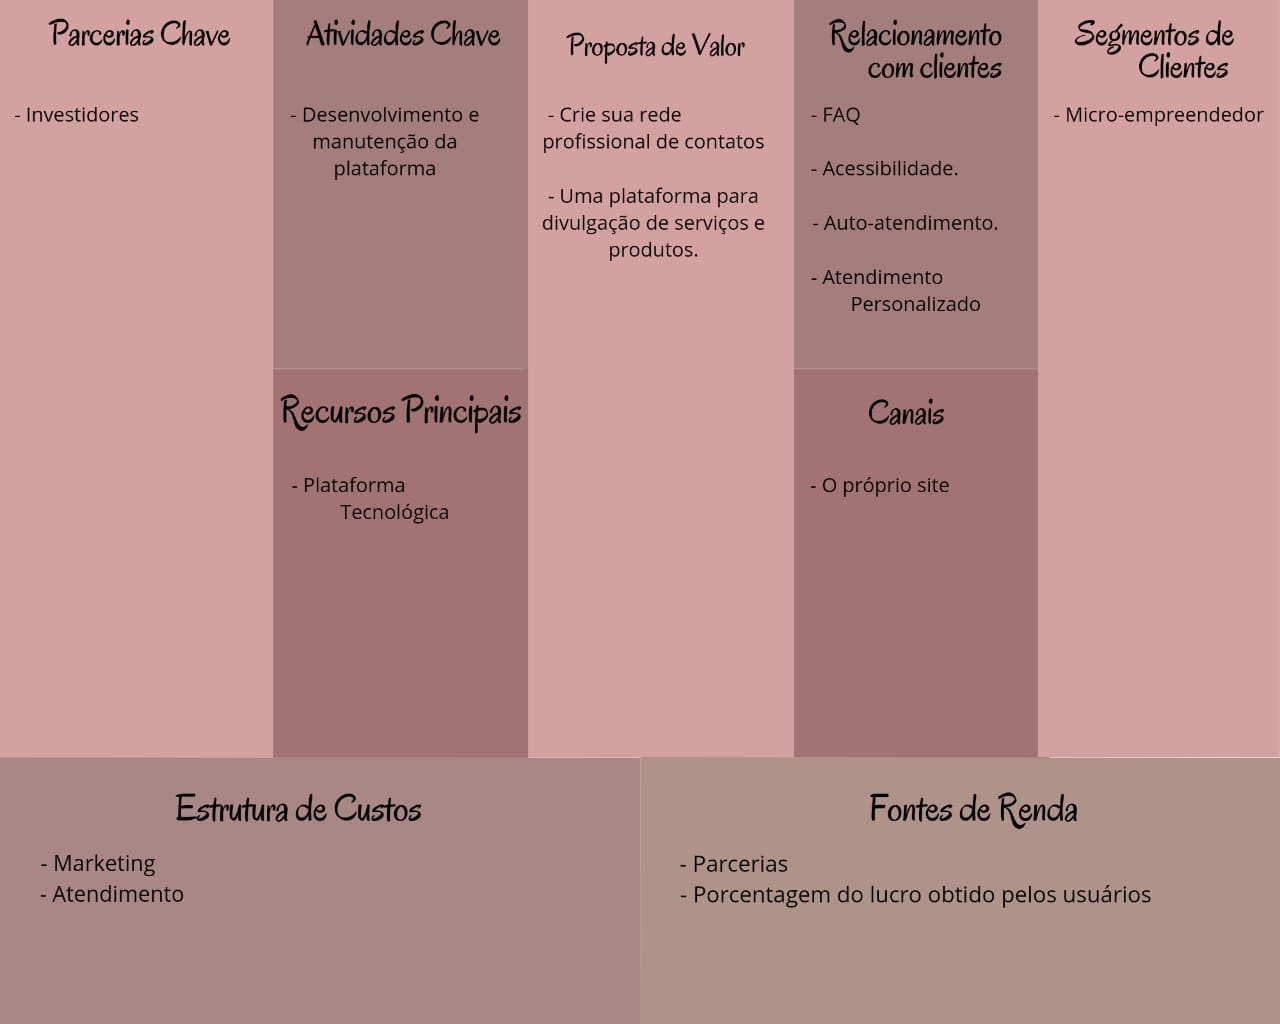 Parcerias Chave
- Investidores
Atividades Chave
- Desenvolvimento e
manutenção da
plataforma
Recursos Principais
- Plataforma
Tecnológica
Proposta de Valor
- Crie sua rede
profissional de contatos
- Uma plataforma para
divulgação de serviços e
produtos.
Relacionamento
com clientes
- FAQ
- Acessibilidade.
- Auto-atendimento.
- Atendimento
Personalizado
Canais
- O próprio site
Segmentos de
Clientes
- Micro-empreendedor
Estrutura de Custos
- Marketing
- Atendimento
Fontes de Renda
- Parcerias
- Porcentagem do lucro obtido pelos usuários